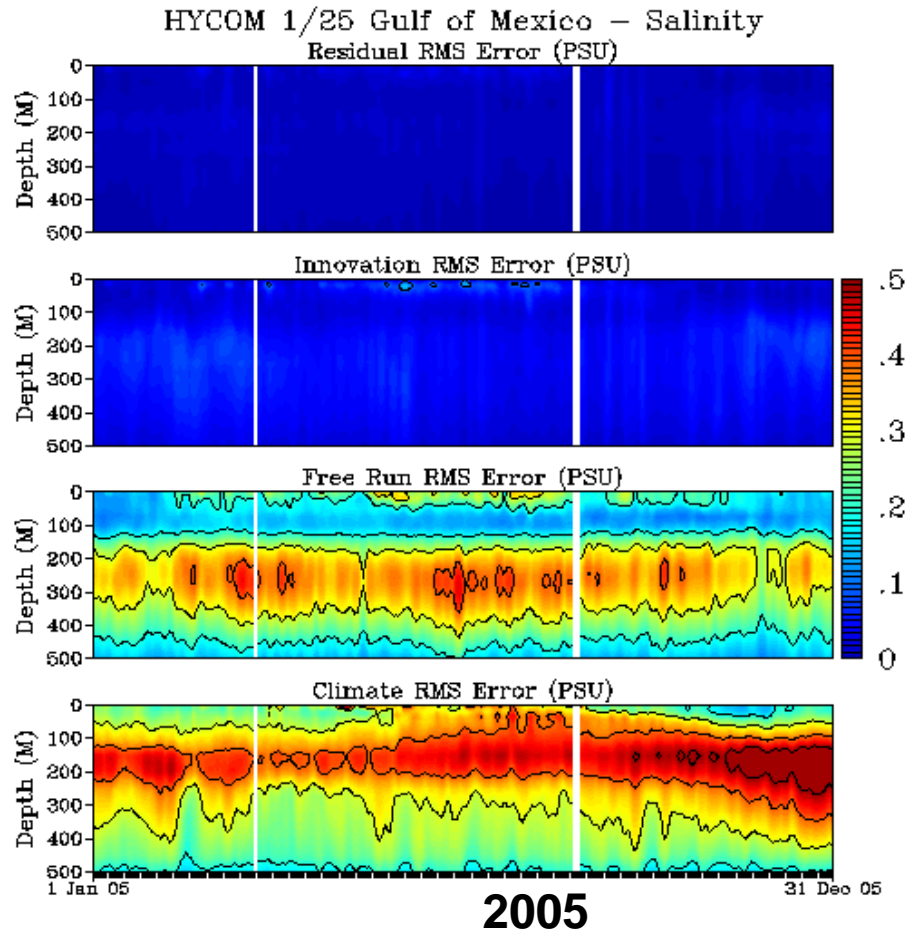 HYCOM 1/25 Gulf of Mexico – Salinity
Residual RMS Error (PSU)
0
100
200
300
400
500
Depth (M)
Innovation RMS Error (PSU)
0
100
200
300
400
500
Depth (M)
.5
.4
.3
.2
.1
0
Free Run RMS Error (PSU)
0
100
200
300
400
500
Depth (M)
Climate RMS Error (PSU)
0
100
200
300
400
500
Depth (M)
1 Jan 05
31 Dec 05
2005